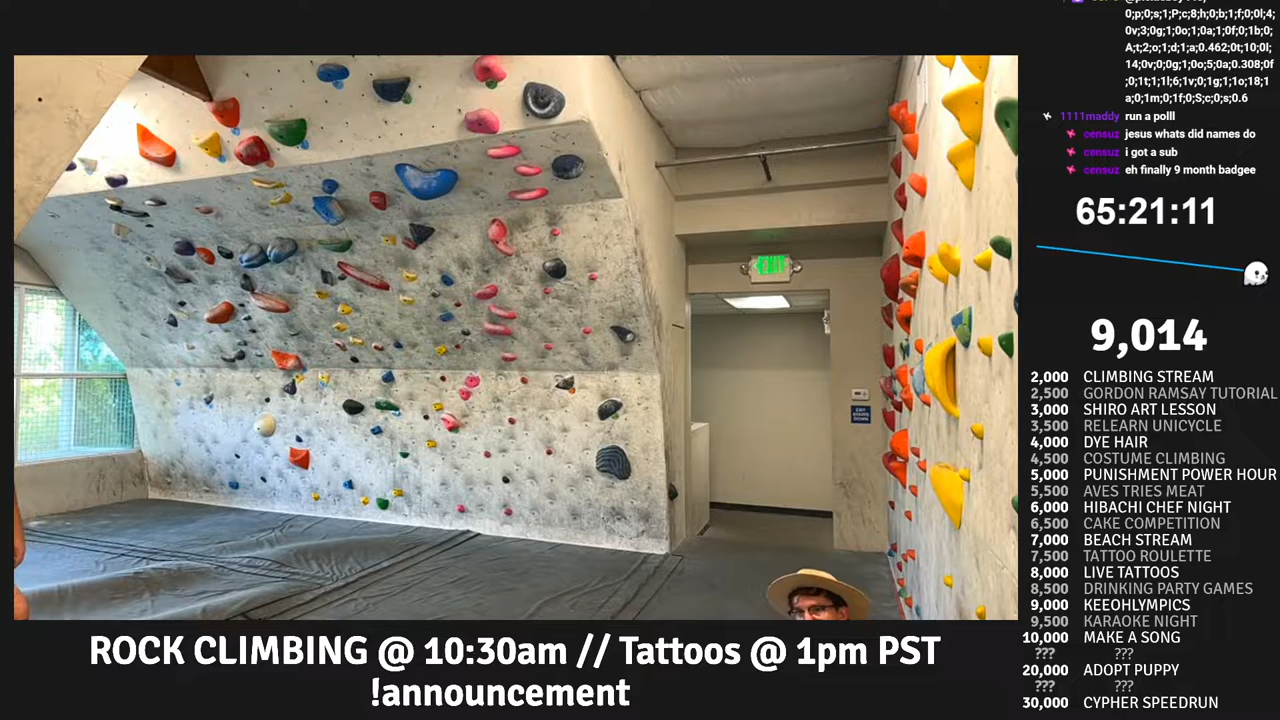 0;p;0;s;1;P;c;8;h;0;b;1;f;0;0l;4;
0v;3;0g;1;0o;1;0a;1;0f;0;1b;0;
A;t;2;o;1;d;1;a;0.462;0t;10;0l;
14;0v;0;0g;1;0o;5;0a;0.308;0f
;0;1t;1;1l;6;1v;0;1g;1;1o;18;1
a;0;1m;0;1f;0;S;c;0;s;0.6
1111maddy run a polll
censuz jesus whats did names do
censuz i got a sub
censuz eh finally 9 month badgee
65:21:11
9,014
2,000 CLIMBING STREAM
2,500 GORDON RAMSAY TUTORIAL
3,000 SHIRO ART LESSON
3,500 RELEARN UNICYCLE
4,000 DYE HAIR
4,500 COSTUME CLIMBING
5,000 PUNISHMENT POWER HOUR
5,500 AVES TRIES MEAT
6,000 HIBACHI CHEF NIGHT
6,500 CAKE COMPETITION
7,000 BEACH STREAM
7,500 TATTOO ROULETTE
8,000 LIVE TATTOOS
8,500 DRINKING PARTY GAMES
9,000 KEEOHLYMPICS
9,500 KARAOKE NIGHT
10,000 MAKE A SONG
??? ???
20,000 ADOPT PUPPY
??? ???
30,000 CYPHER SPEEDRUN
EXIT
EXIT
STAIRS
DOWN
ROCK CLIMBING @ 10:30am // Tattoos @ 1pm PST
!announcement